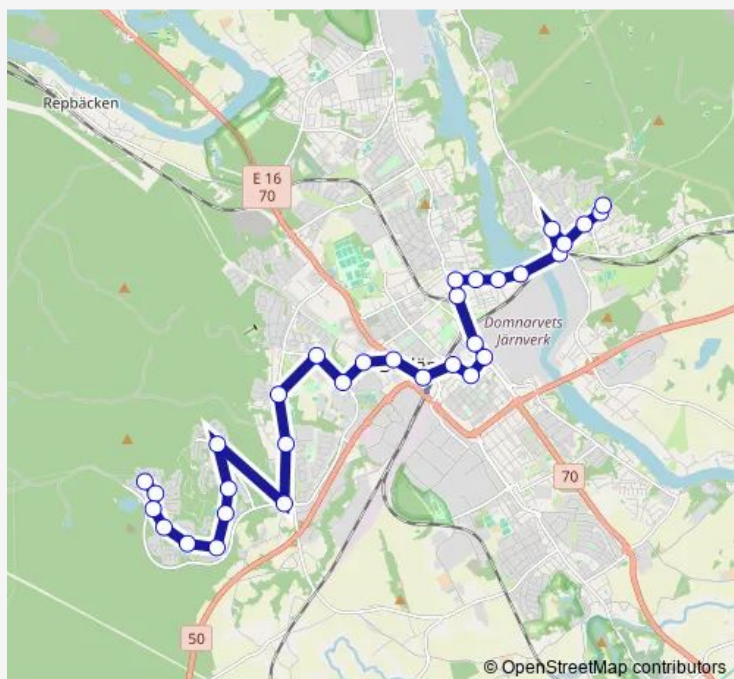 Repbäcken
E 16
70
Domnarvets
Järnverk
70
50
© OpenStreetMap contributors